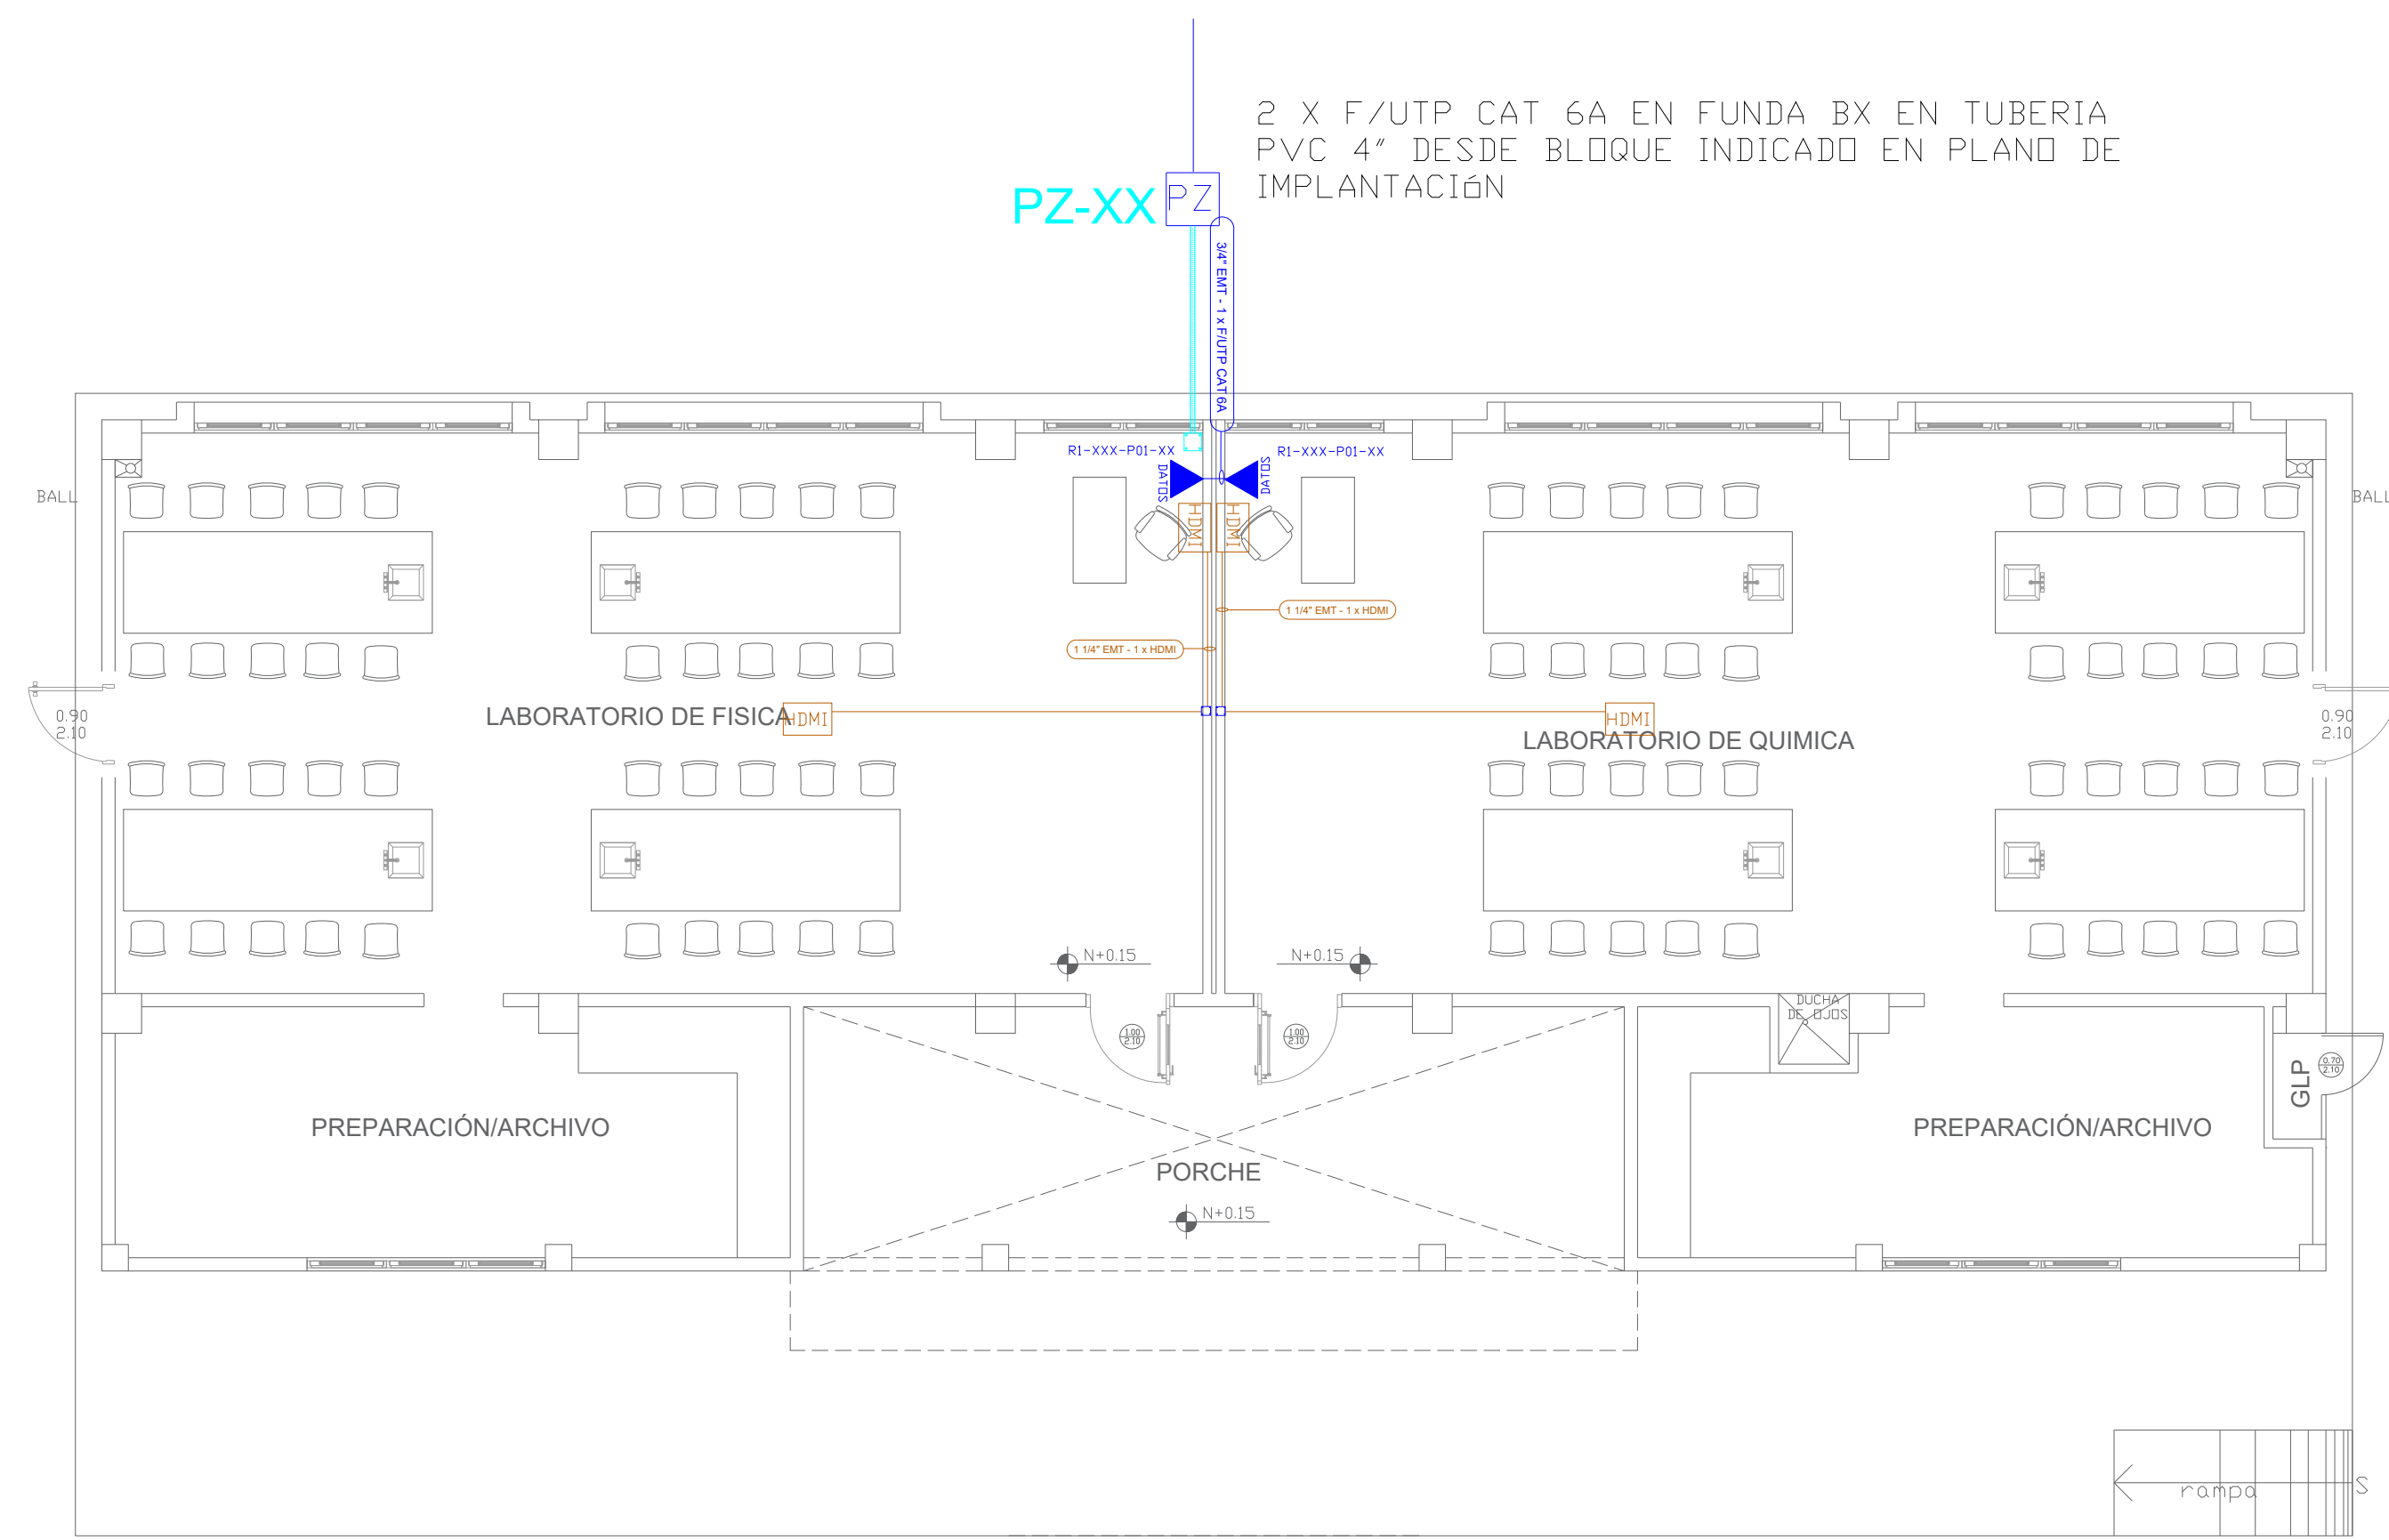 2 X F/UTP CAT 6A EN FUNDA BX EN TUBERIA
PVC 4" DESDE BLOQUE INDICADO EN PLANO DE
IMPLANTACIóN
PZ-XX
PZ
3/4" EMT - 1 x F/UTP CAT 6A
R1-XXX-P01-XX
R1-XXX-P01-XX
DATOS
DATOS
BALL
BALL
HDMI
HDMI
1 1/4" EMT - 1 x HDMI
1 1/4" EMT - 1 x HDMI
0.90
2.10
LABORATORIO DE FISICA
HDMI
HDMI
LABORATORIO DE QUIMICA
0.90
2.10
N+0.15
N+0.15
1.00
2.10
1.00
2.10
DUCHA
DE OJOS
GLP
0.70
2.10
PREPARACIÓN/ARCHIVO
PORCHE
PREPARACIÓN/ARCHIVO
N+0.15
rampa
S